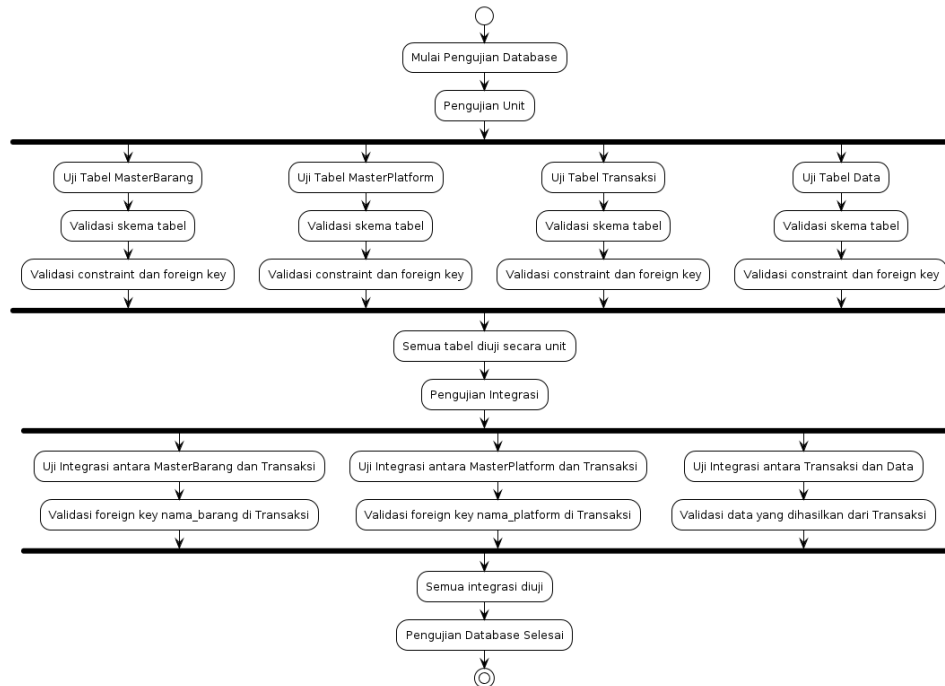 Mulai Pengujian Database
Pengujian Unit
Uji Tabel MasterBarang
Uji Tabel MasterPlatform
Uji Tabel Transaksi
Uji Tabel Data
Validasi skema tabel
Validasi skema tabel
Validasi skema tabel
Validasi skema tabel
Validasi constraint dan foreign key
Validasi constraint dan foreign key
Validasi constraint dan foreign key
Validasi constraint dan foreign key
Semua tabel diuji secara unit
Pengujian Integrasi
Uji Integrasi antara MasterBarang dan Transaksi
Uji Integrasi antara MasterPlatform dan Transaksi
Uji Integrasi antara Transaksi dan Data
Validasi foreign key nama_barang di Transaksi
Validasi foreign key nama_platform di Transaksi
Validasi data yang dihasilkan dari Transaksi
Semua integrasi diuji
Pengujian Database Selesai